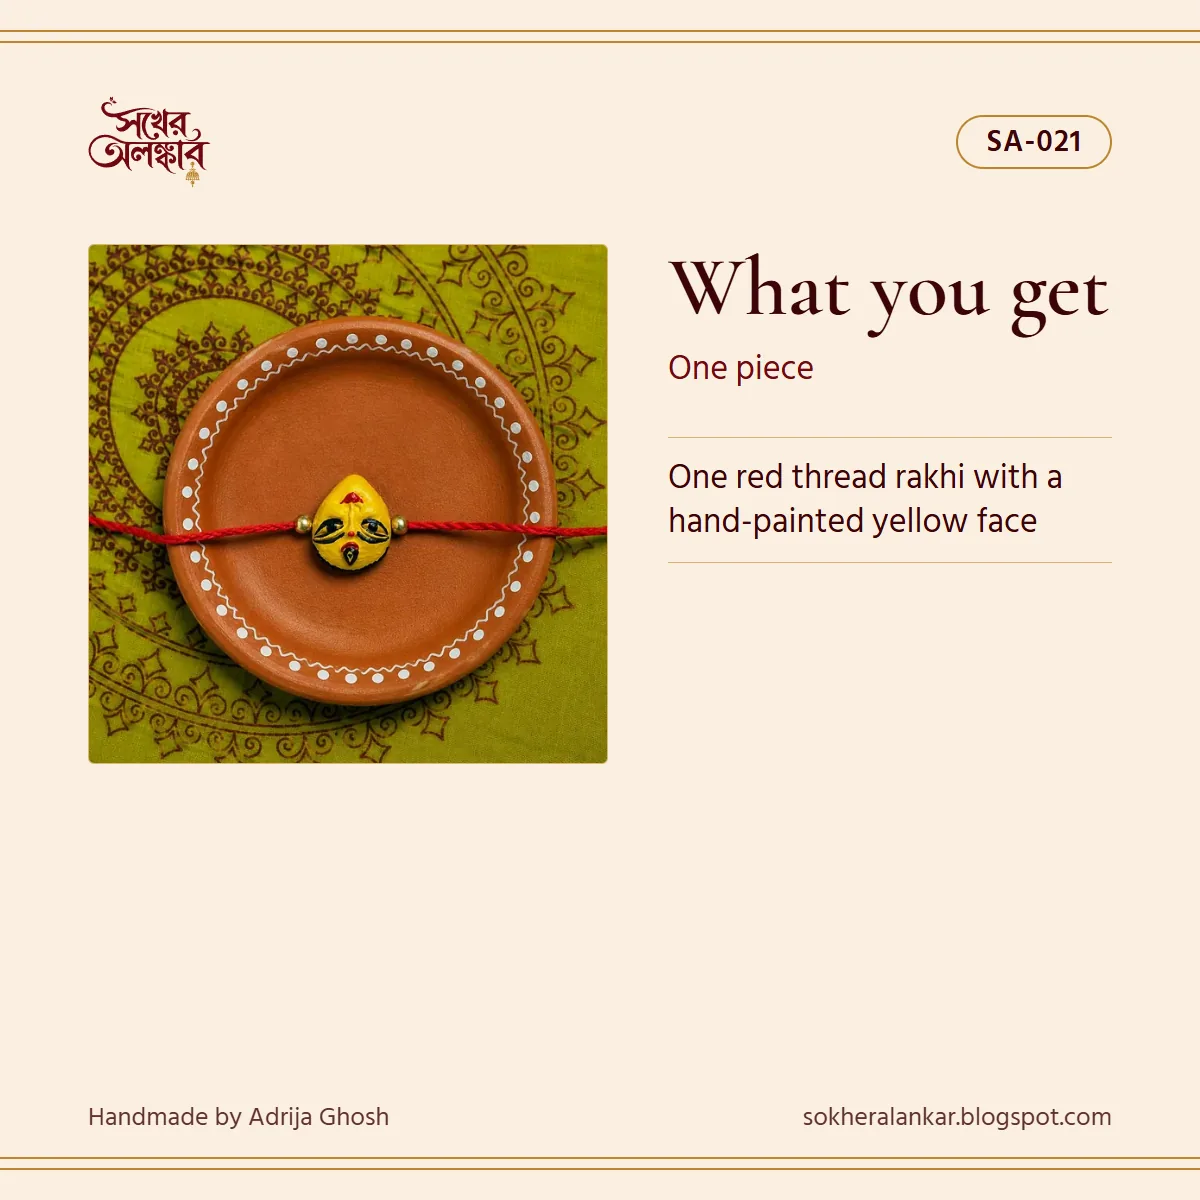 সখের
অলঙ্কার
SA-021
What you get
One piece
One red thread rakhi with a
hand-painted yellow face
Handmade by Adrija Ghosh
sokheralankar.blogspot.com